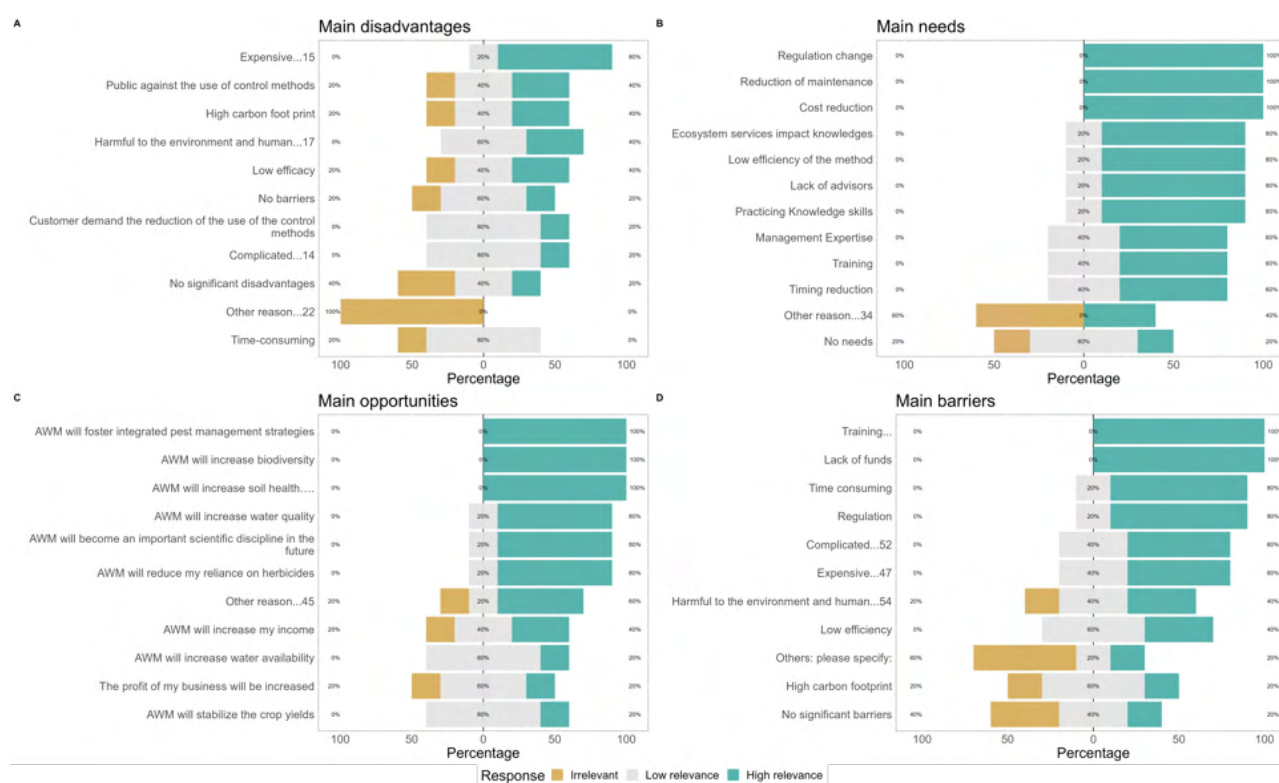 A
Main disadvantages
Expensive...15 0% 20% 80%
Public against the use of control methods 20% 40% 40%
High carbon foot print 20% 40% 40%
Harmful to the environment and human...17 0% 60% 40%
Low efficacy 20% 40% 40%
No barriers 20% 60% 20%
Customer demand the reduction of the use of the control
methods 0% 80% 20%
Complicated...14 0% 80% 20%
No significant disadvantages 40% 40% 20%
Other reason...22 100% 0% 0%
Time-consuming 20% 80% 0%
100 50 0 50 100
Percentage
B
Main needs
Regulation change 0% 0% 100%
Reduction of maintenance 0% 0% 100%
Cost reduction 0% 0% 100%
Ecosystem services impact knowledges 0% 20% 80%
Low efficiency of the method 0% 20% 80%
Lack of advisors 0% 20% 80%
Practicing Knowledge skills 0% 20% 80%
Management Expertise 0% 40% 60%
Training 0% 40% 60%
Timing reduction 0% 40% 60%
Other reason...34 60% 0% 40%
No needs 20% 60% 20%
100 50 0 50 100
Percentage
C
Main opportunities
AWM will foster integrated pest management strategies 0% 0% 100%
AWM will increase biodiversity 0% 0% 100%
AWM will increase soil health.... 0% 0% 100%
AWM will increase water quality 0% 20% 80%
AWM will become an important scientific discipline in the
future 0% 20% 80%
AWM will reduce my reliance on herbicides 0% 20% 80%
Other reason...45 20% 20% 60%
AWM will increase my income 20% 40% 40%
AWM will increase water availability 0% 80% 20%
The profit of my business will be increased 20% 60% 20%
AWM will stabilize the crop yields 0% 80% 20%
100 50 0 50 100
Percentage
D
Main barriers
Training... 0% 0% 100%
Lack of funds 0% 0% 100%
Time consuming 0% 20% 80%
Regulation 0% 20% 80%
Complicated...52 0% 40% 60%
Expensive...47 0% 40% 60%
Harmful to the environment and human...54 20% 40% 40%
Low efficiency 0% 60% 40%
Others: please specify: 60% 20% 20%
High carbon footprint 20% 60% 20%
No significant barriers 40% 40% 20%
100 50 0 50 100
Percentage
Response Irrelevant Low relevance High relevance